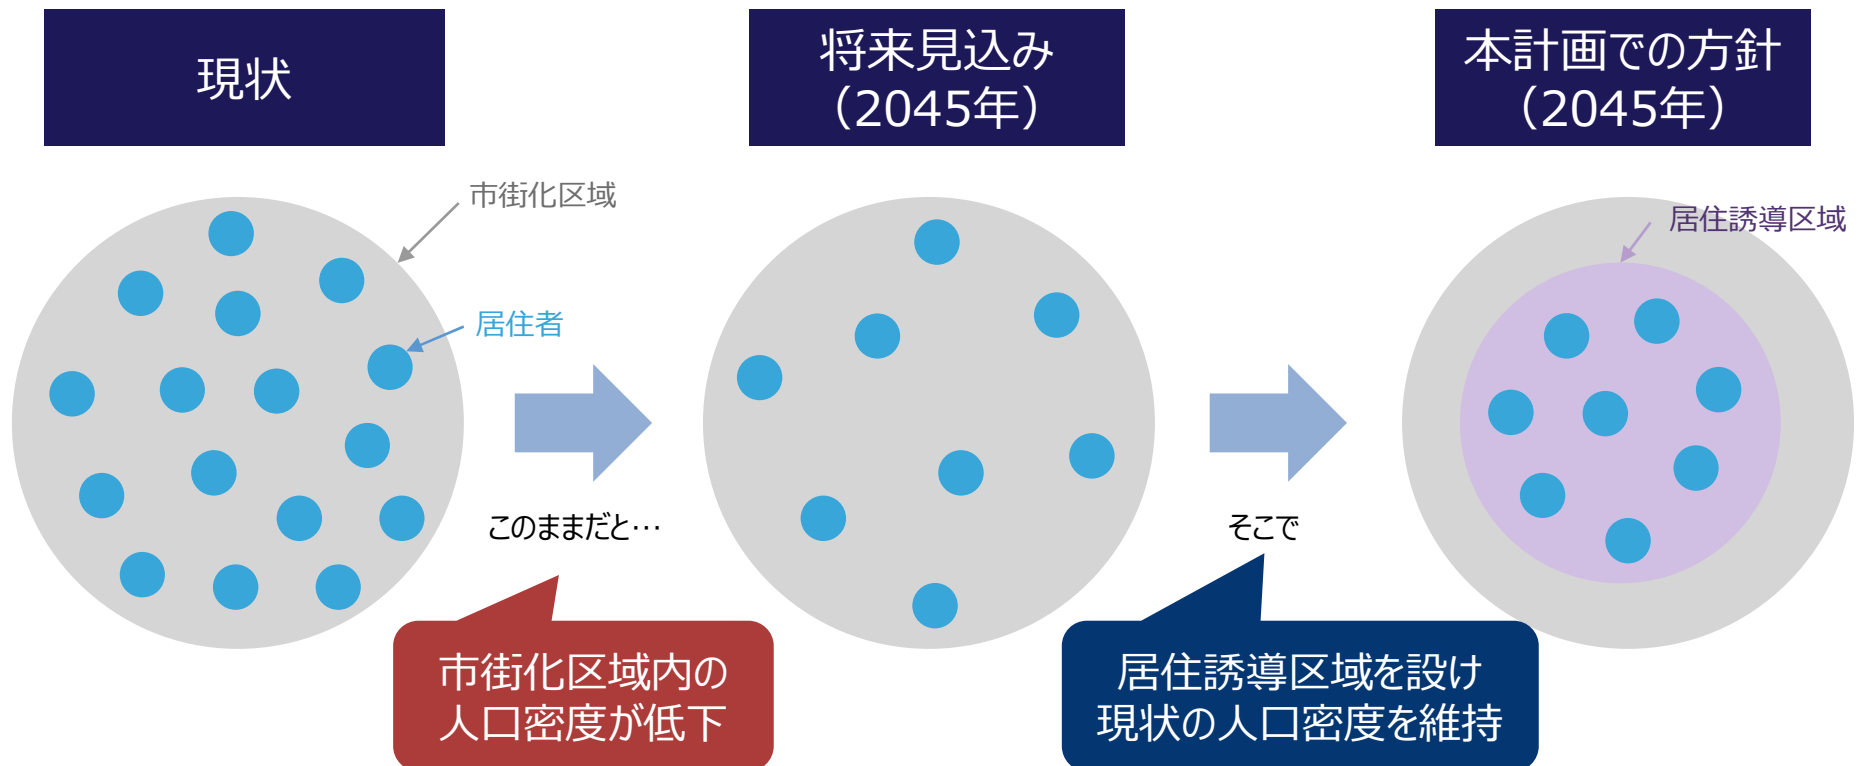 現状
将来見込み
（2045年）
本計画での方針
（2045年）
市街化区域
居住者
居住誘導区域
このままだと…
そこで
市街化区域内の
人口密度が低下
居住誘導区域を設け
現状の人口密度を維持